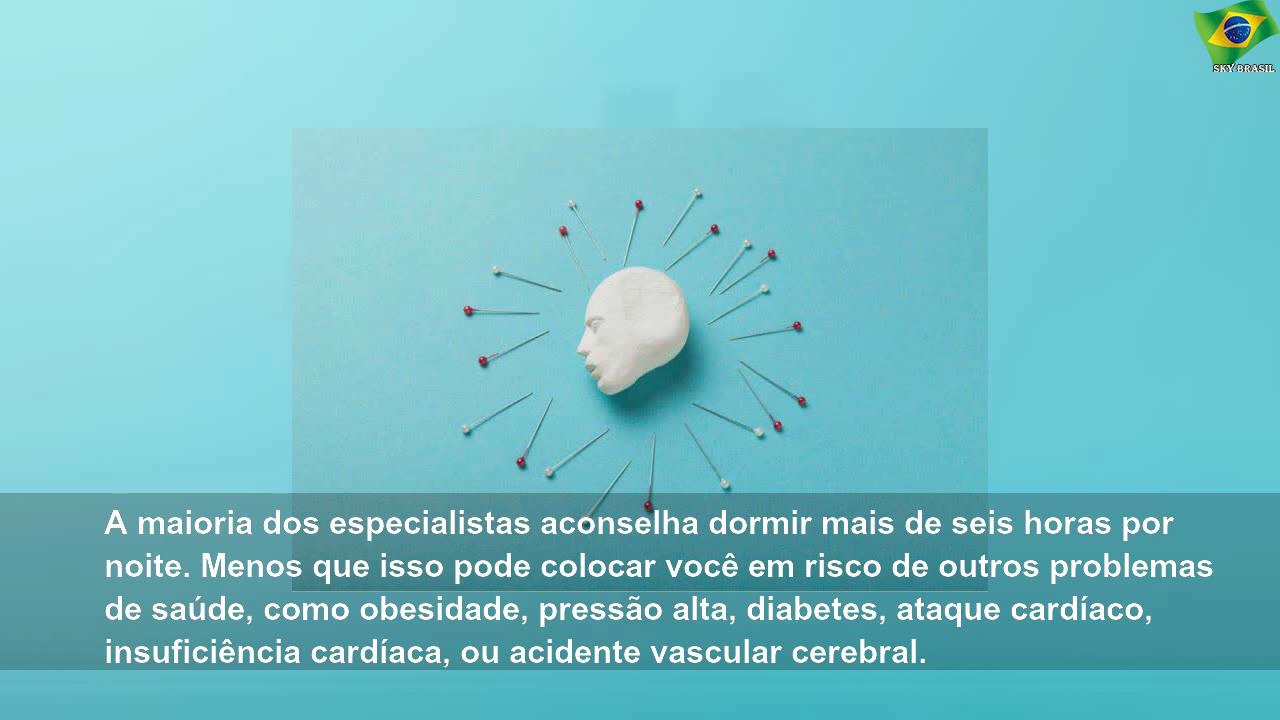 SKY BRASIL
A maioria dos especialistas aconselha dormir mais de seis horas por
noite. Menos que isso pode colocar você em risco de outros problemas
de saúde, como obesidade, pressão alta, diabetes, ataque cardíaco,
insuficiência cardíaca, ou acidente vascular cerebral.